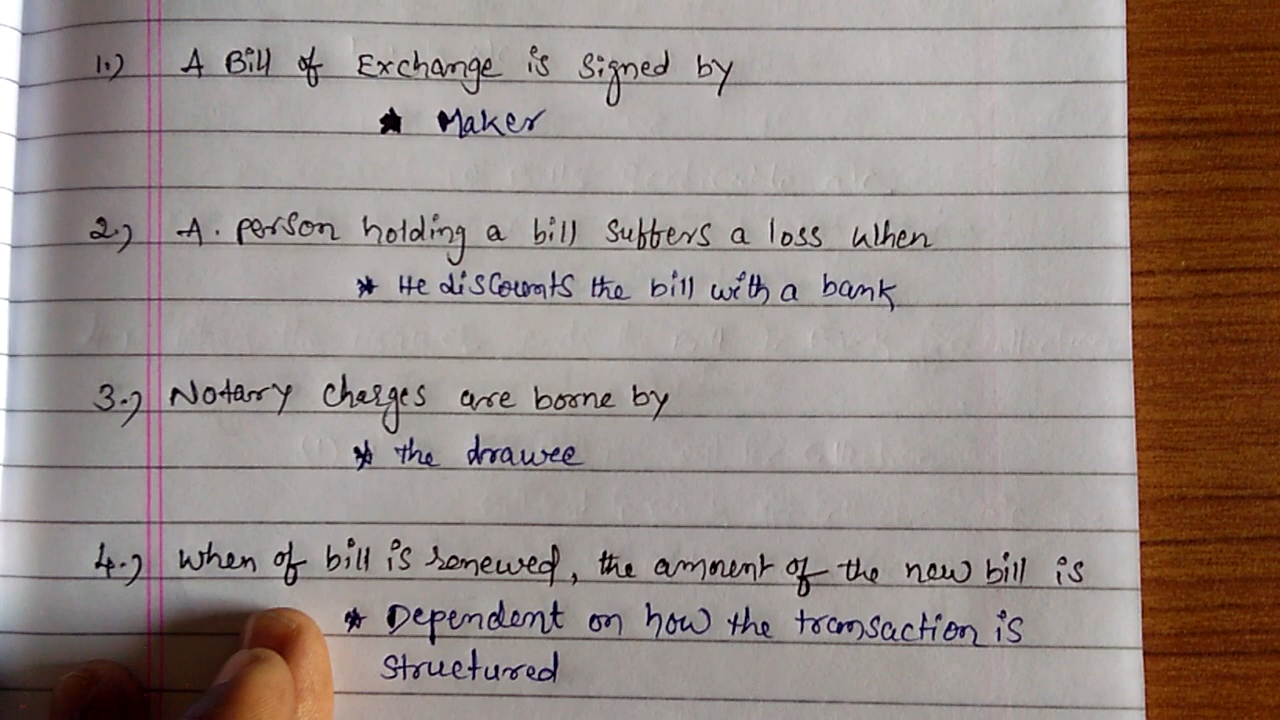 1.) A Bill of Exchange is signed by
★ Maker
2.) A. person holding a bill suffers a loss when
* He discounts the bill with a bank
3.) Notary charges are borne by
* the drawee
4.) when of bill is renewed, the amount of the new bill is
* Dependent on how the transaction is
structured